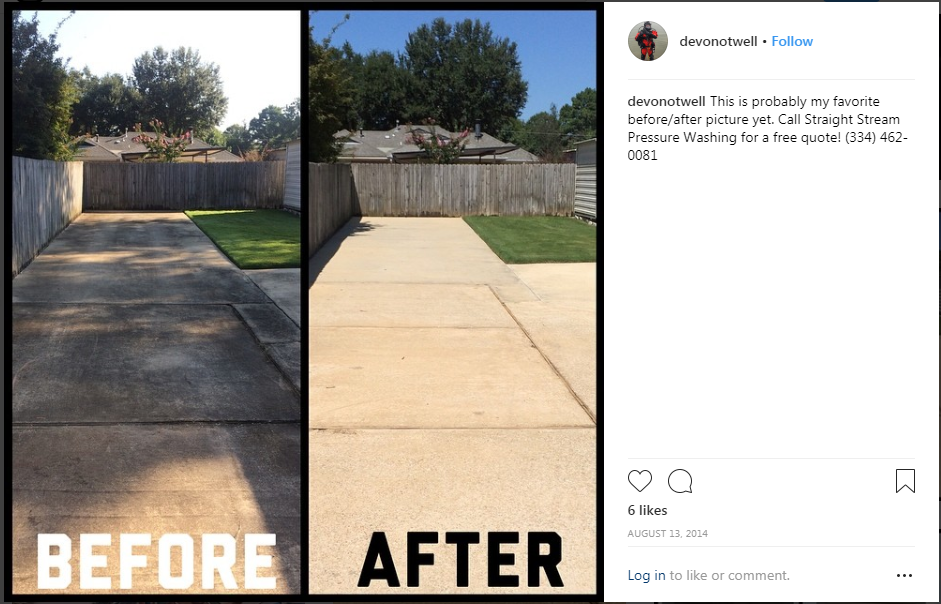 BEFORE
AFTER
devonotwell • Follow
devonotwell This is probably my favorite
before/after picture yet. Call Straight Stream
Pressure Washing for a free quote! (334) 462-
0081
6 likes
AUGUST 13, 2014
Log in to like or comment.